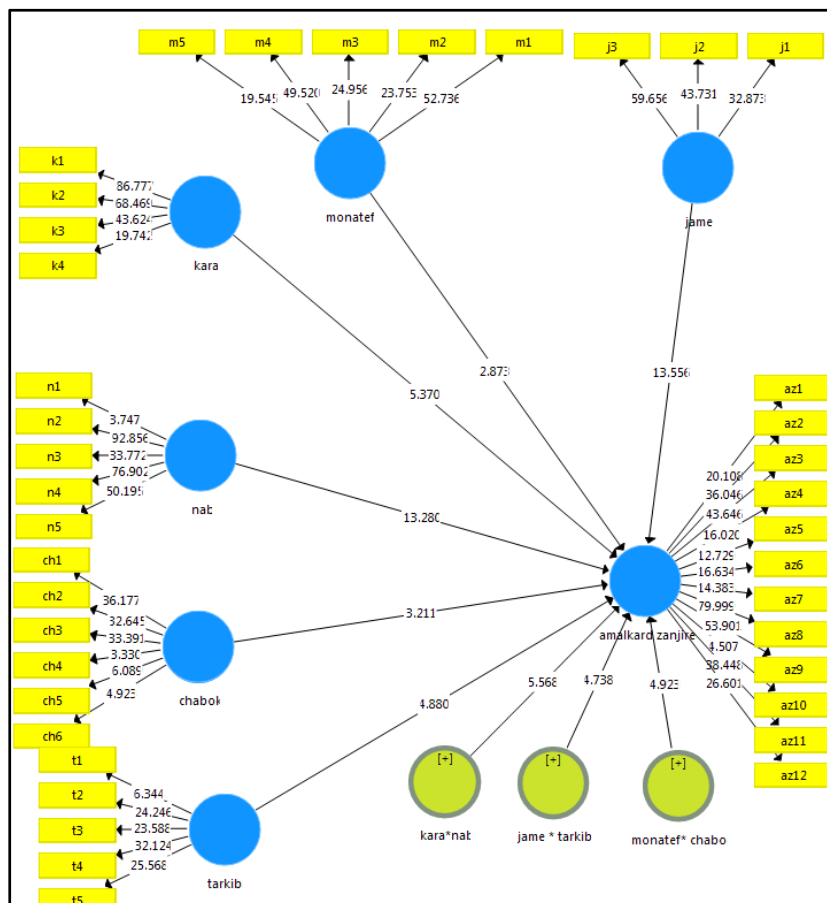 m5
m4
m3
m2
m1
j3
j2
j1
19.545
49.520
24.956
23.753
52.736
59.656
43.731
32.873
k1
k2
k3
k4
86.777
68.469
43.624
19.742
kara
monatef
jame
5.370
2.873
13.556
n1
n2
n3
n4
n5
3.747
92.856
33.772
76.902
50.195
nab
13.280
ch1
ch2
ch3
ch4
ch5
ch6
36.177
32.645
33.391
3.330
6.089
4.923
chabok
3.211
t1
t2
t3
t4
t5
6.344
24.246
23.588
32.124
25.568
tarkib
4.880
az1
az2
az3
az4
az5
az6
az7
az8
az9
az10
az11
az12
20.108
36.046
43.646
16.020
12.729
16.634
14.383
79.999
53.901
4.507
38.448
26.601
amalkard zanjire
5.568
4.738
4.923
[+]
[+]
[+]
kara*nab
jame * tarkib
monatef* chabo